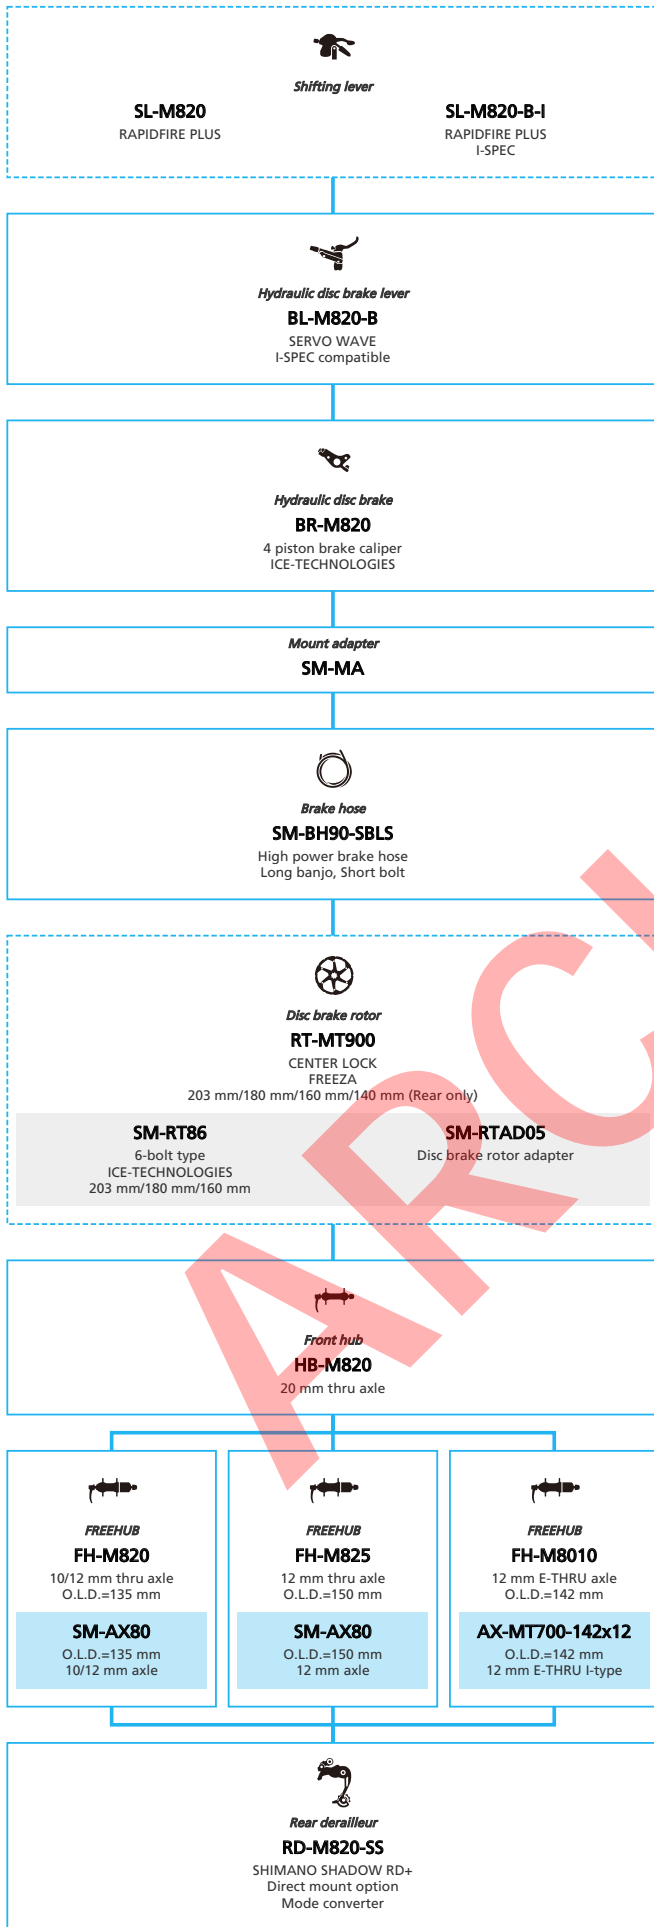 Shifting lever
SL-M820
RAPIDFIRE PLUS
SL-M820-B-I
RAPIDFIRE PLUS
I-SPEC
Hydraulic disc brake lever
BL-M820-B
SERVO WAVE
I-SPEC compatible
Hydraulic disc brake
BR-M820
4 piston brake caliper
ICE-TECHNOLOGIES
Mount adapter
SM-MA
Brake hose
SM-BH90-SBLS
High power brake hose
Long banjo, Short bolt
Disc brake rotor
RT-MT900
CENTER LOCK
FREEZA
203 mm/180 mm/160 mm/140 mm (Rear only)
SM-RT86
6-bolt type
ICE-TECHNOLOGIES
203 mm/180 mm/160 mm
SM-RTAD05
Disc brake rotor adapter
Front hub
HB-M820
20 mm thru axle
FREEHUB
FH-M820
10/12 mm thru axle
O.L.D.=135 mm
SM-AX80
O.L.D.=135 mm
10/12 mm axle
FREEHUB
FH-M825
12 mm thru axle
O.L.D.=150 mm
SM-AX80
O.L.D.=150 mm
12 mm axle
FREEHUB
FH-M8010
12 mm E-THRU axle
O.L.D.=142 mm
AX-MT700-142x12
O.L.D.=142 mm
12 mm E-THRU I-type
Rear derailleur
RD-M820-SS
SHIMANO SHADOW RD+
Direct mount option
Mode converter
ARC